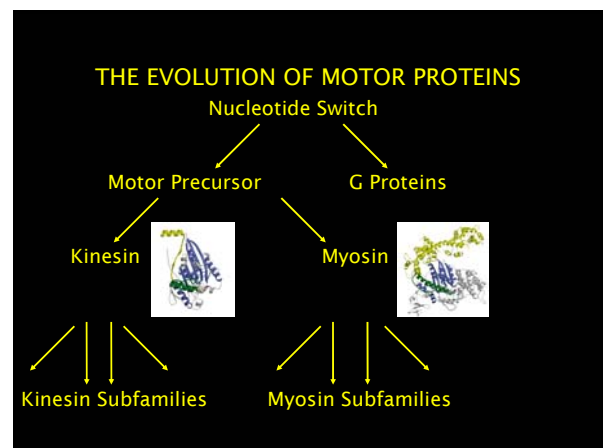 THE EVOLUTION OF MOTOR PROTEINS
Nucleotide Switch
Motor Precursor
G Proteins
Kinesin
Myosin
Kinesin Subfamilies
Myosin Subfamilies